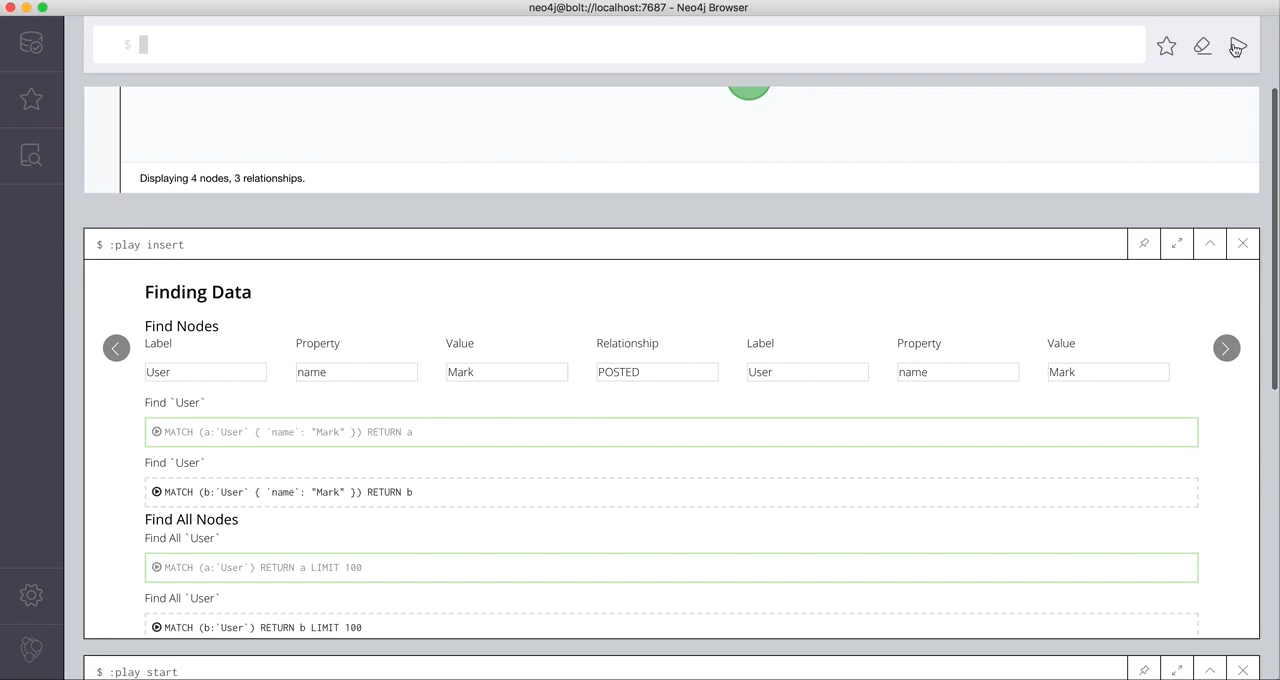 neo4j@bolt://localhost:7687 - Neo4j Browser
$
Displaying 4 nodes, 3 relationships.
$ :play insert
Finding Data
Find Nodes
Label Property Value Relationship Label Property Value
User name Mark POSTED User name Mark
Find `User`
MATCH (a:`User` { `name`: "Mark" }) RETURN a
Find `User`
MATCH (b:`User` { `name`: "Mark" }) RETURN b
Find All Nodes
Find All `User`
MATCH (a:`User`) RETURN a LIMIT 100
Find All `User`
MATCH (b:`User`) RETURN b LIMIT 100
$ :play start